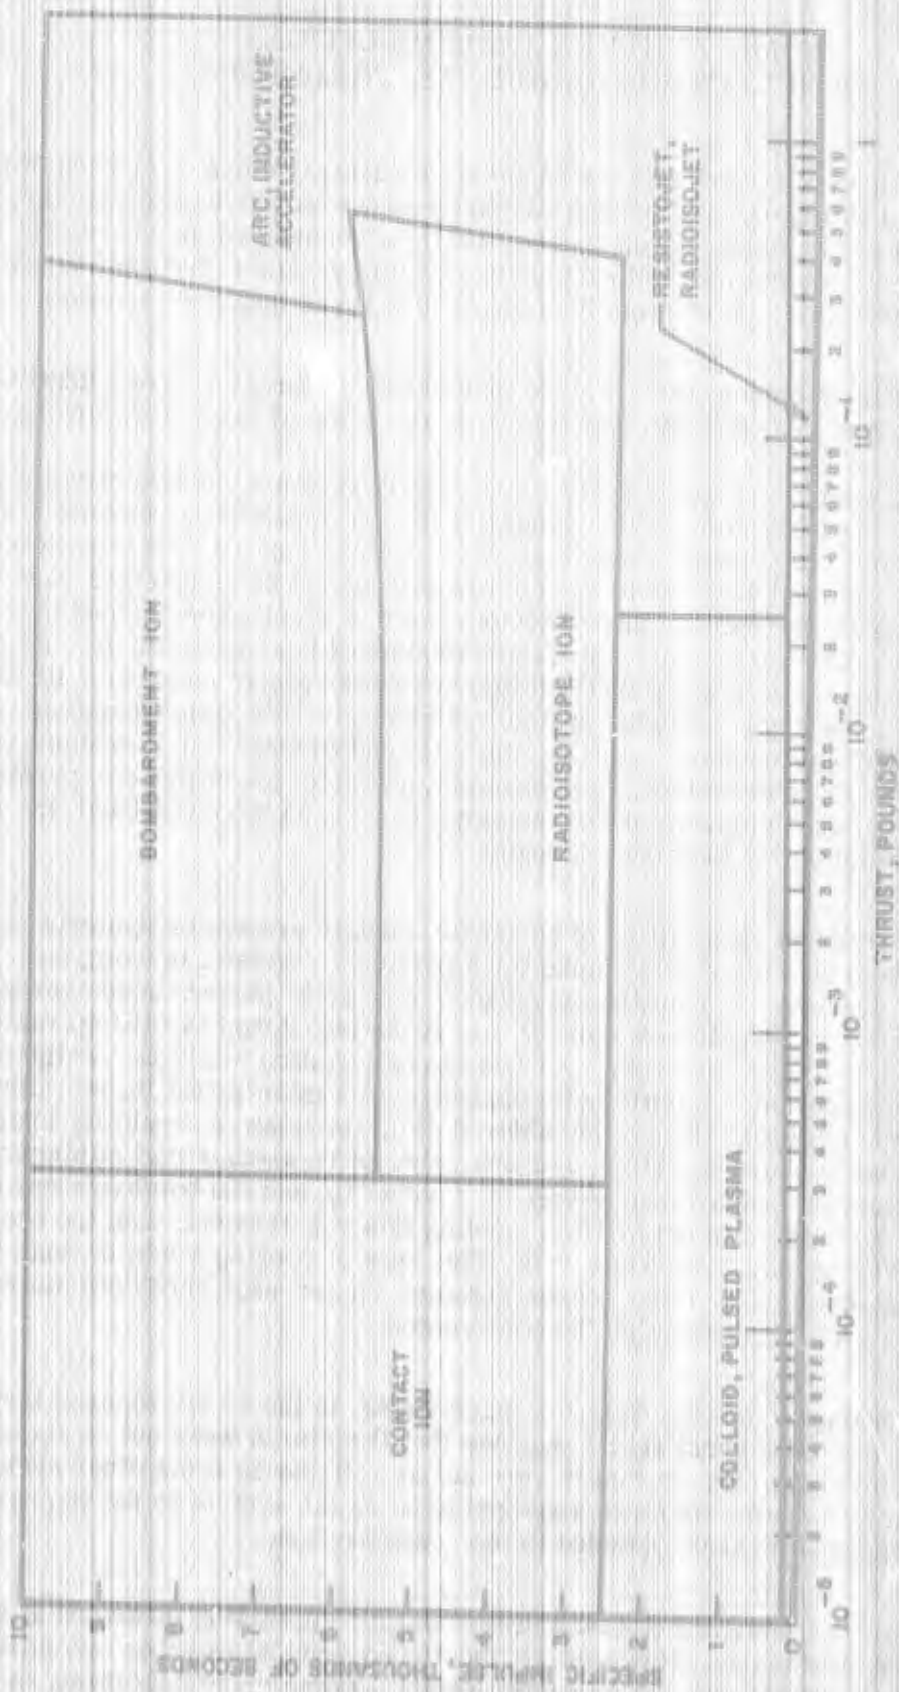 ARC, INDUCTIVE
ACCELERATOR
BOMBARDMENT ION
RADIOISOTOPE ION
RESISTOJET,
RADIOISOJET
CONTACT
ION
COLLOID, PULSED PLASMA
SPECIFIC IMPULSE, THOUSANDS OF SECONDS
10
9
8
7
6
5
4
3
2
1
0
10⁻⁵
10⁻⁴
10⁻³
10⁻²
10⁻¹
1
THRUST, POUNDS